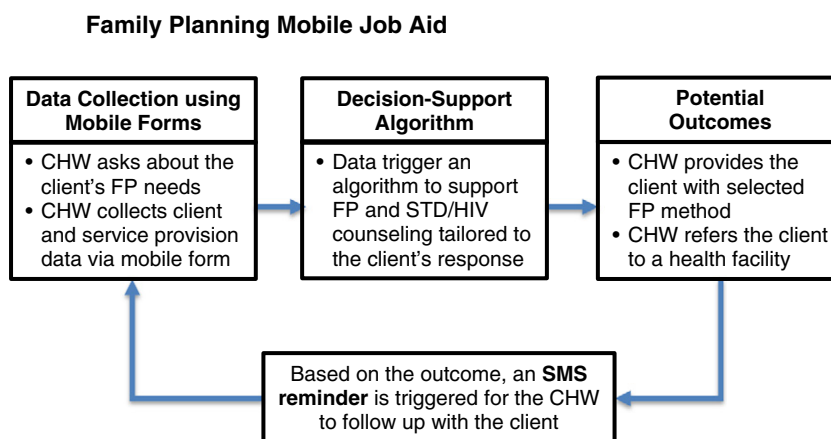 Family Planning Mobile Job Aid
Data Collection using
Mobile Forms
• CHW asks about the
client's FP needs
• CHW collects client
and service provision
data via mobile form
Decision-Support
Algorithm
• Data trigger an
algorithm to support
FP and STD/HIV
counseling tailored to
the client's response
Potential
Outcomes
• CHW provides the
client with selected
FP method
• CHW refers the client
to a health facility
Based on the outcome, an SMS
reminder is triggered for the CHW
to follow up with the client